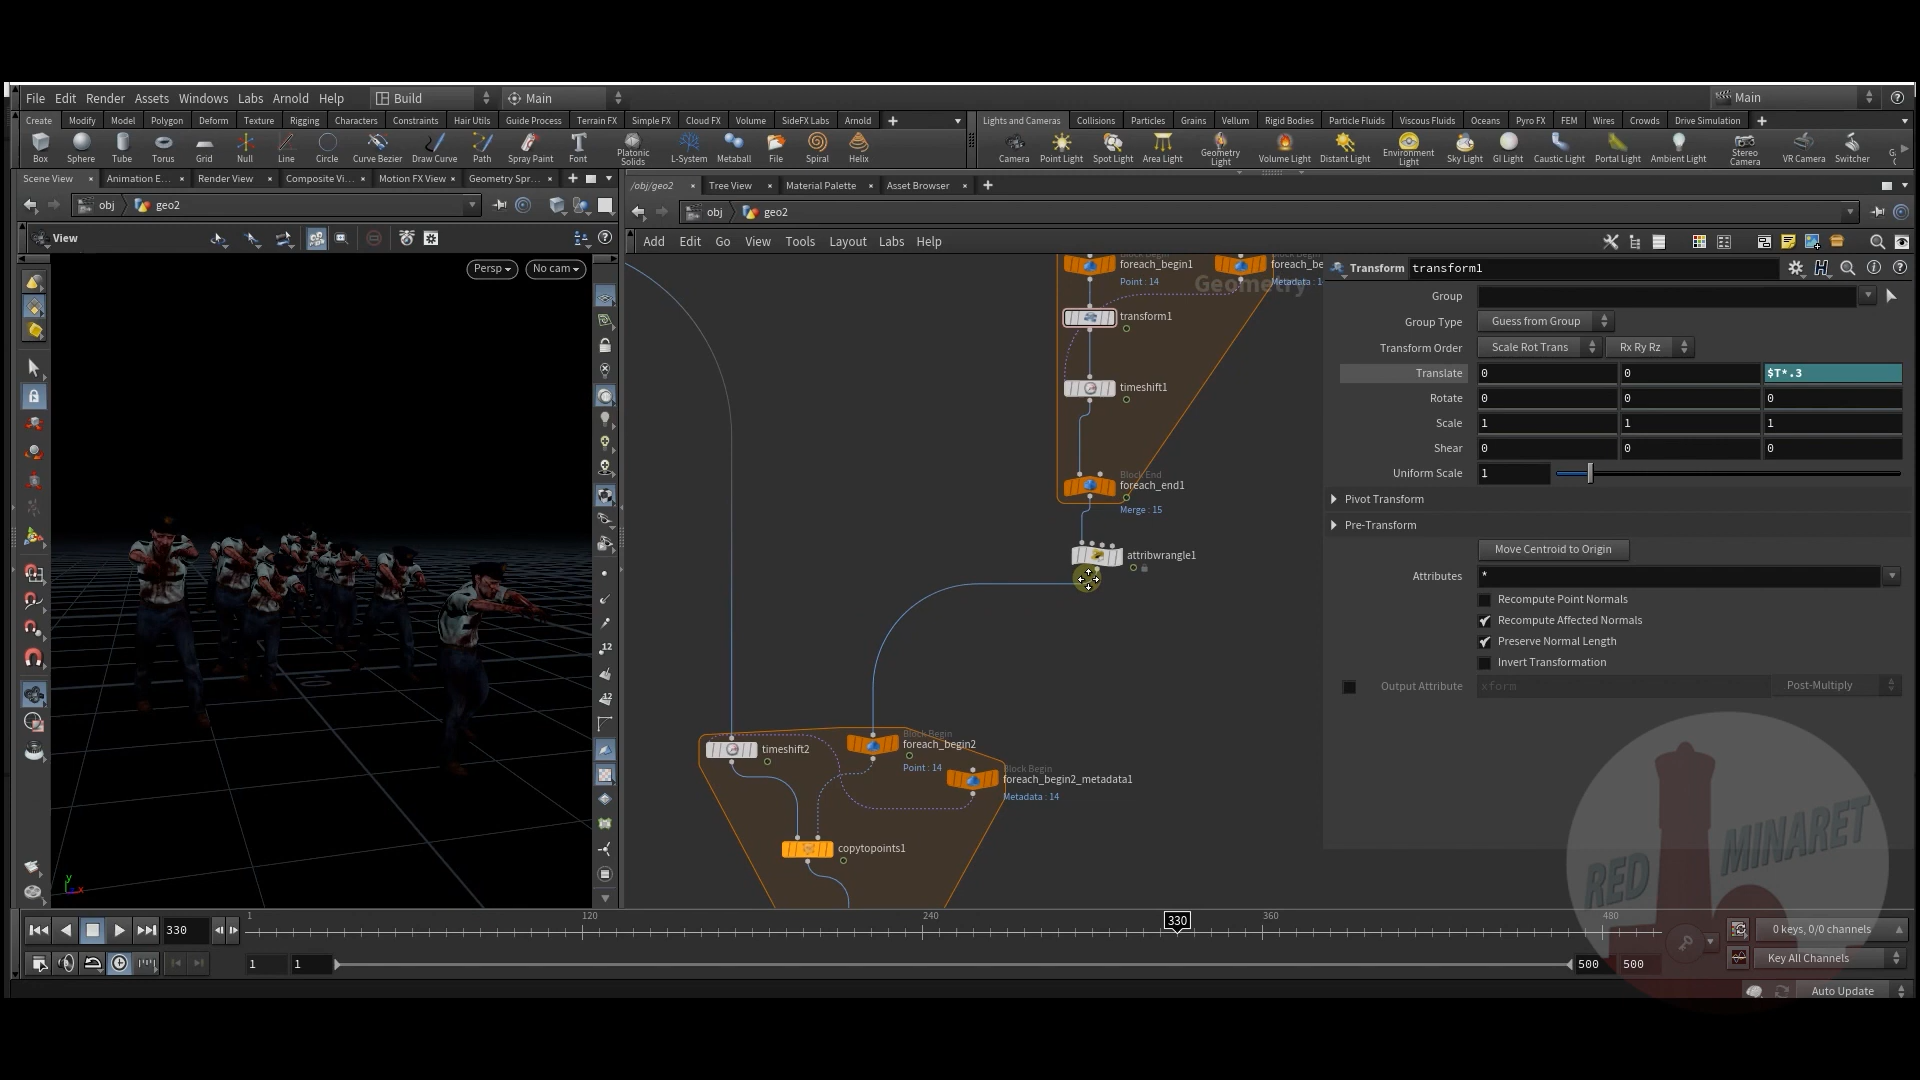 File Edit Render Assets Windows Labs Arnold Help Build Main Main
Create Modify Model Polygon Deform Texture Rigging Characters Constraints Hair Utils Guide Process Terrain FX Simple FX Cloud FX Volume SideFX Labs Arnold
Lights and Cameras Collisions Particles Grains Vellum Rigid Bodies Particle Fluids Viscous Fluids Oceans Pyro FX FEM Wires Crowds Drive Simulation
Box Sphere Tube Torus Grid Null Line Circle Curve Bezier Draw Curve Path Spray Paint Font Platonic Solids L-System Metaball File Spiral Helix
Camera Point Light Spot Light Area Light Geometry Light Volume Light Distant Light Environment Light Sky Light GI Light Caustic Light Portal Light Ambient Light Stereo Camera VR Camera Switcher
Scene View Animation E... Render View Composite Vi... Motion FX View Geometry Spr...
/obj/geo2 Tree View Material Palette Asset Browser
obj geo2
obj geo2
View
Add Edit Go View Tools Layout Labs Help
Persp No cam
Geometry
Block Begin
foreach_begin1
Point : 14
foreach_be
Metadata : 1
transform1
timeshift1
Block End
foreach_end1
Merge : 15
attribwrangle1
timeshift2
Block Begin
foreach_begin2
Point : 14
Block Begin
foreach_begin2_metadata1
Metadata : 14
copytopoints1
Transform transform1
Group
Group Type Guess from Group
Transform Order Scale Rot Trans Rx Ry Rz
Translate 0 0 $T*.3
Rotate 0 0 0
Scale 1 1 1
Shear 0 0 0
Uniform Scale 1
Pivot Transform
Pre-Transform
Move Centroid to Origin
Attributes *
Recompute Point Normals
Recompute Affected Normals
Preserve Normal Length
Invert Transformation
Output Attribute xform Post-Multiply
RED MINARET
12
12
y
x
330
1 120 240 330 360 480
0 keys, 0/0 channels
1 1 500 500
Key All Channels
Auto Update